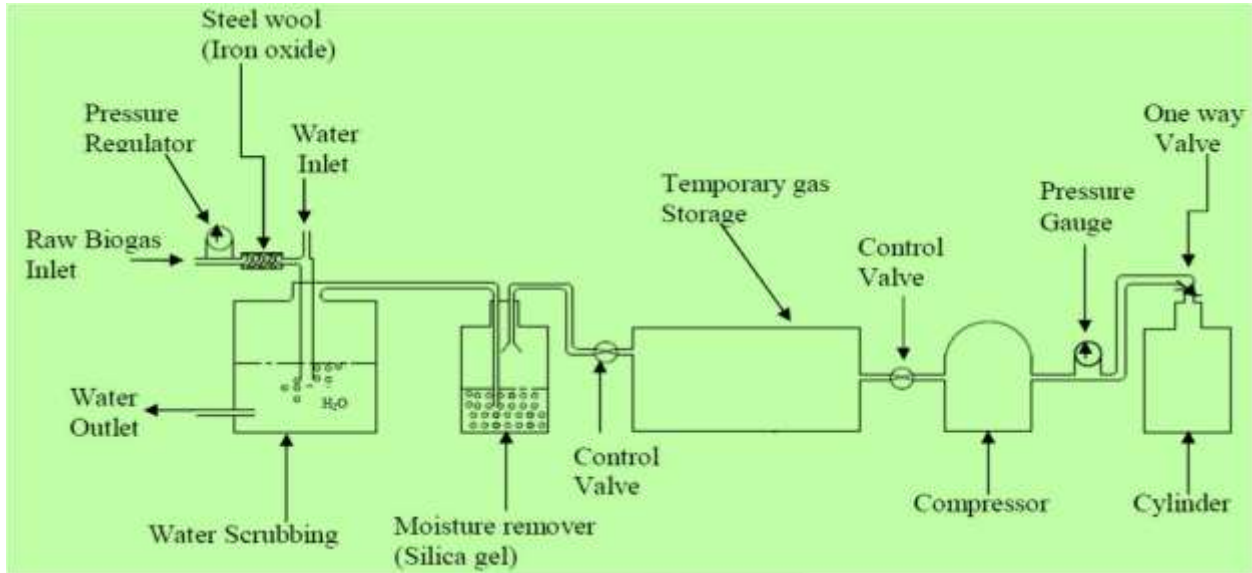 Steel wool
(Iron oxide)
Pressure
Regulator
Water
Inlet
One way
Valve
Temporary gas
Storage
Pressure
Gauge
Raw Biogas
Inlet
Control
Valve
H₂O
Water
Outlet
Control
Valve
Compressor
Cylinder
Water Scrubbing
Moisture remover
(Silica gel)